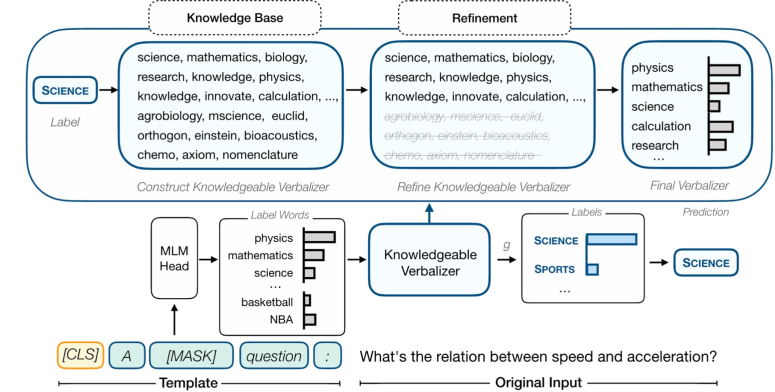 Knowledge Base
Refinement
SCIENCE
Label
science, mathematics, biology,
research, knowledge, physics,
knowledge, innovate, calculation, ...,
agrobiology, mscience, euclid,
orthogon, einstein, bioacoustics,
chemo, axiom, nomenclature
Construct Knowledgeable Verbalizer
science, mathematics, biology,
research, knowledge, physics,
knowledge, innovate, calculation, ...,
agrobiology, mscience, euclid,
orthogon, einstein, bioacoustics,
chemo, axiom, nomenclature
Refine Knowledgeable Verbalizer
physics
mathematics
science
calculation
research
...
Final Verbalizer
MLM
Head
Label Words
physics
mathematics
science
...
basketball
NBA
Knowledgeable
Verbalizer
g
Labels
SCIENCE
SPORTS
...
Prediction
SCIENCE
[CLS] A [MASK] question : What's the relation between speed and acceleration?
Template
Original Input